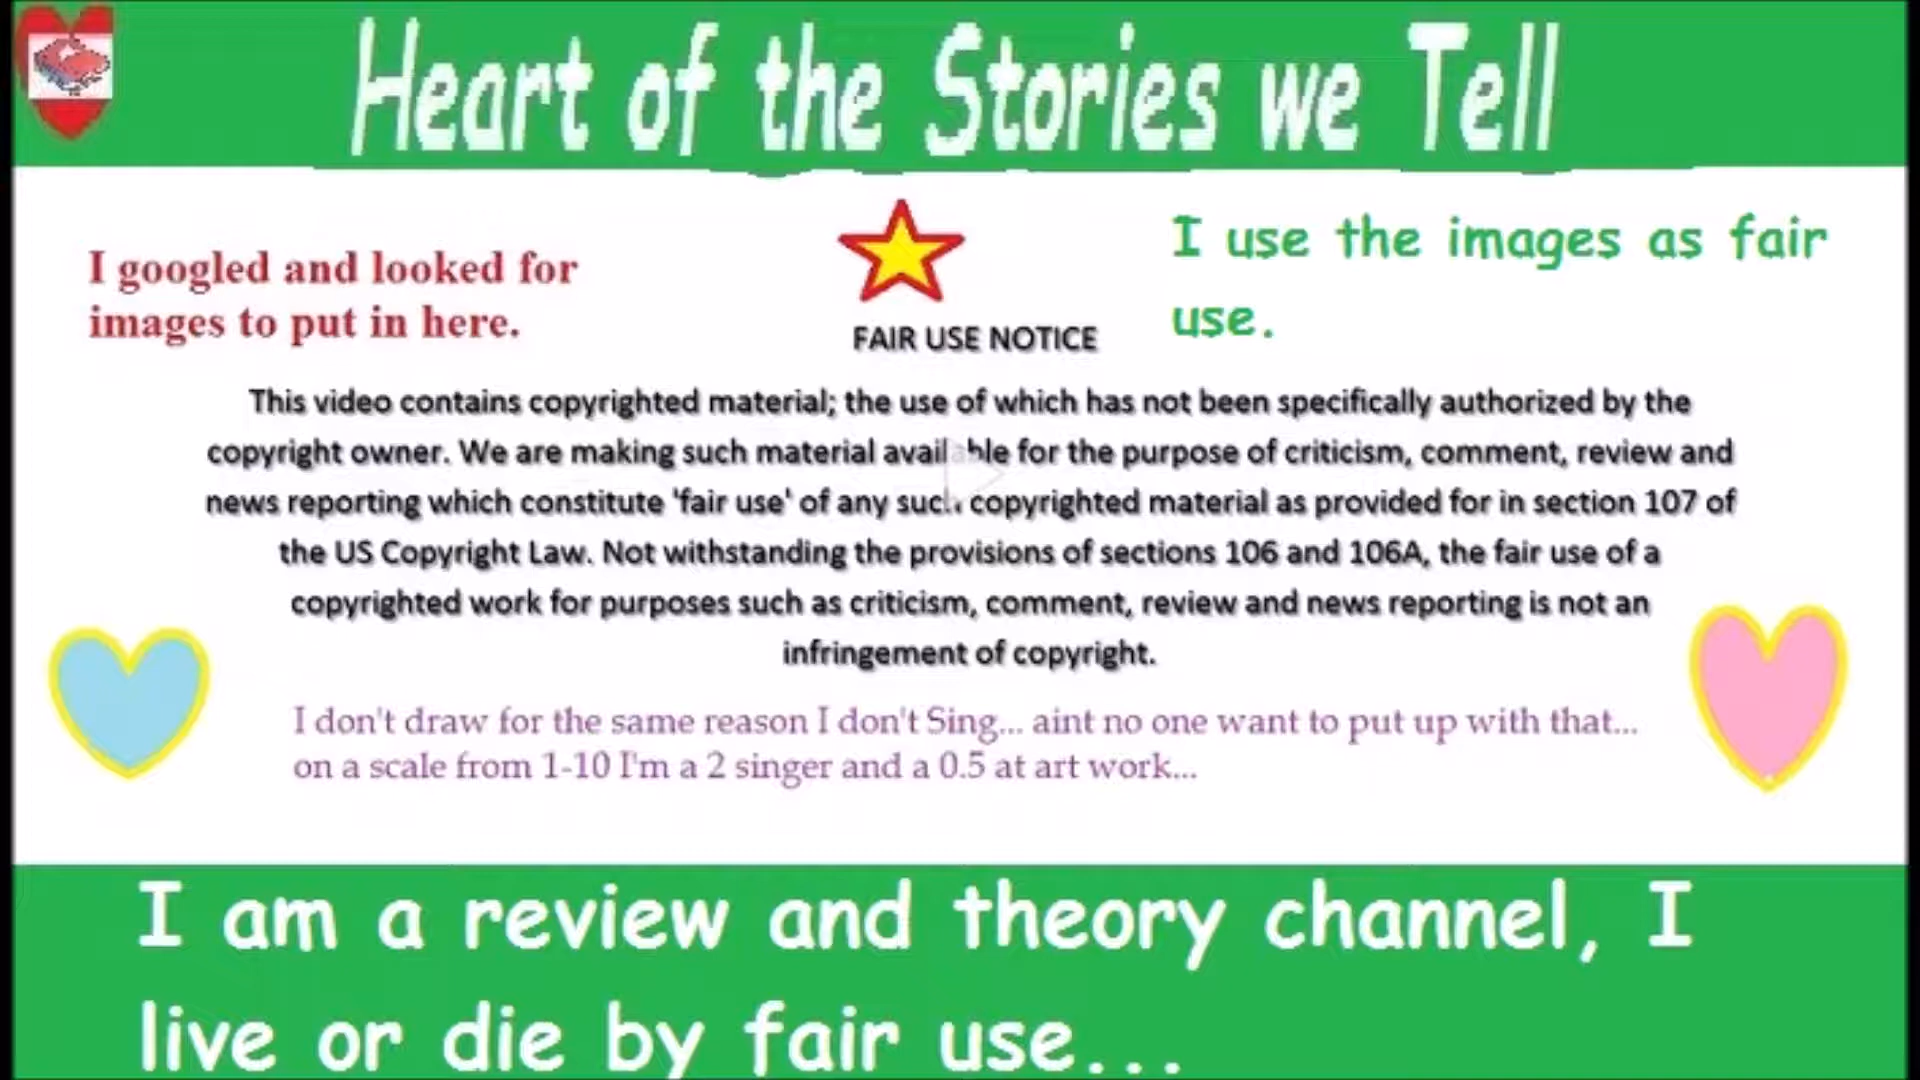 Heart of the Stories we Tell
I googled and looked for
images to put in here.
I use the images as fair
use.
FAIR USE NOTICE
This video contains copyrighted material; the use of which has not been specifically authorized by the
copyright owner. We are making such material available for the purpose of criticism, comment, review and
news reporting which constitute 'fair use' of any such copyrighted material as provided for in section 107 of
the US Copyright Law. Not withstanding the provisions of sections 106 and 106A, the fair use of a
copyrighted work for purposes such as criticism, comment, review and news reporting is not an
infringement of copyright.
I don't draw for the same reason I don't Sing... aint no one want to put up with that...
on a scale from 1-10 I'm a 2 singer and a 0.5 at art work...
I am a review and theory channel, I
live or die by fair use...